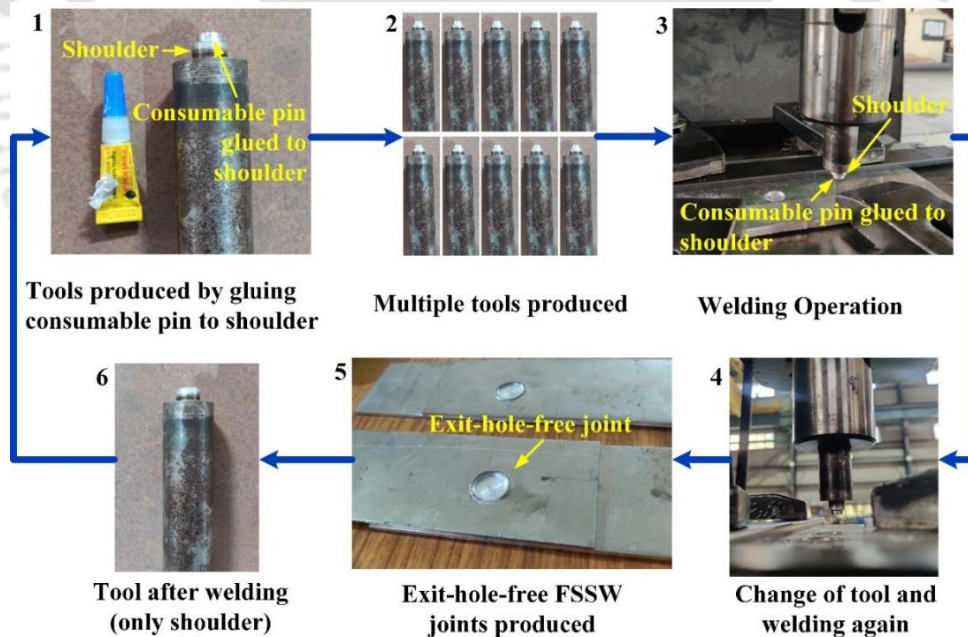 1
Shoulder
Consumable pin
glued to
shoulder
Tools produced by gluing
consumable pin to shoulder
2
Multiple tools produced
3
Shoulder
Consumable pin glued to
shoulder
Welding Operation
6
Tool after welding
(only shoulder)
5
Exit-hole-free joint
Exit-hole-free FSSW
joints produced
4
Change of tool and
welding again